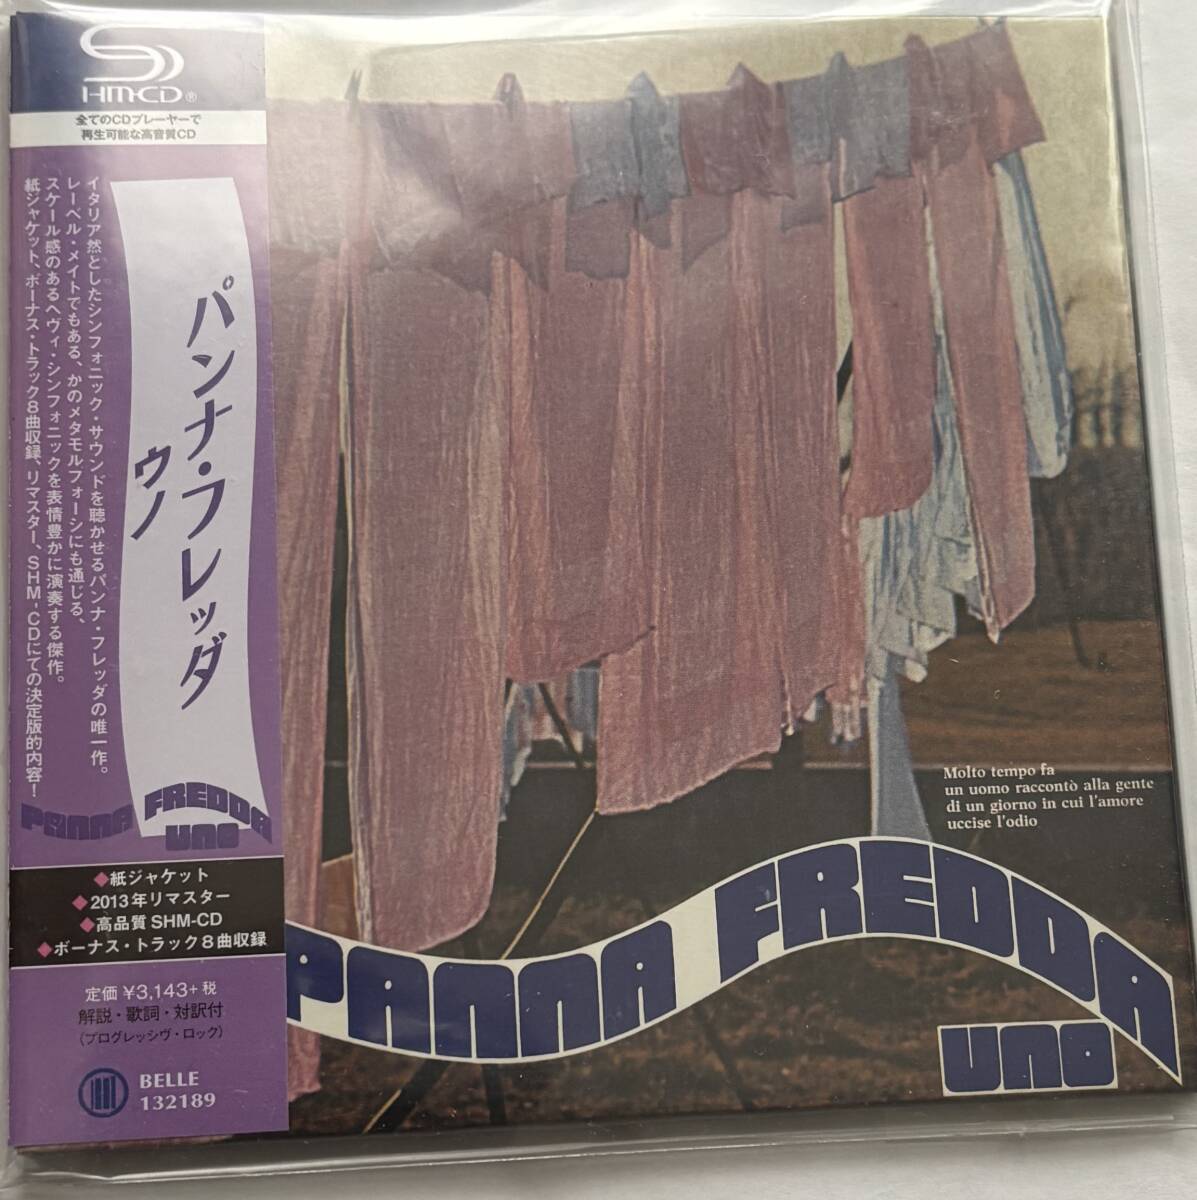 SHM-CD®
全てのCDプレーヤーで
再生可能な高音質CD
イタリア然としたシンフォニック・サウンドを聴かせるパンナ・フレッダの唯一作。
レーベル・メイトでもある、かのメタモルフォーシにも通じる、
スケール感のあるヘヴィ・シンフォニックを表情豊かに演奏する傑作。
紙ジャケット、ボーナス・トラック8曲収録、リマスター、SHM-CDにての決定版的内容！
パンナ・フレッダ
ウノ
PANNA FREDDA
UNO
◆紙ジャケット
◆2013年リマスター
◆高品質SHM-CD
◆ボーナス・トラック8曲収録
定価 ¥3,143+税
解説・歌詞・対訳付
(プログレッシヴ・ロック)
BELLE
132189
Molto tempo fa
un uomo raccontò alla gente
di un giorno in cui l'amore
uccise l'odio
PANNA FREDDA
UNO